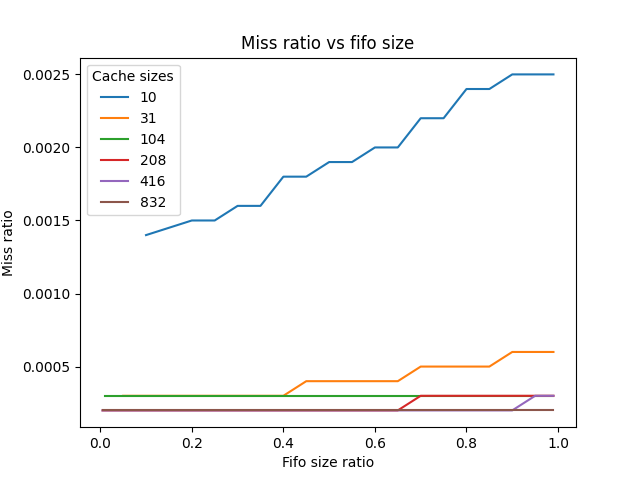 Miss ratio vs fifo size
Cache sizes
10
31
104
208
416
832
0.0025
0.0020
0.0015
0.0010
0.0005
Miss ratio
0.0 0.2 0.4 0.6 0.8 1.0
Fifo size ratio